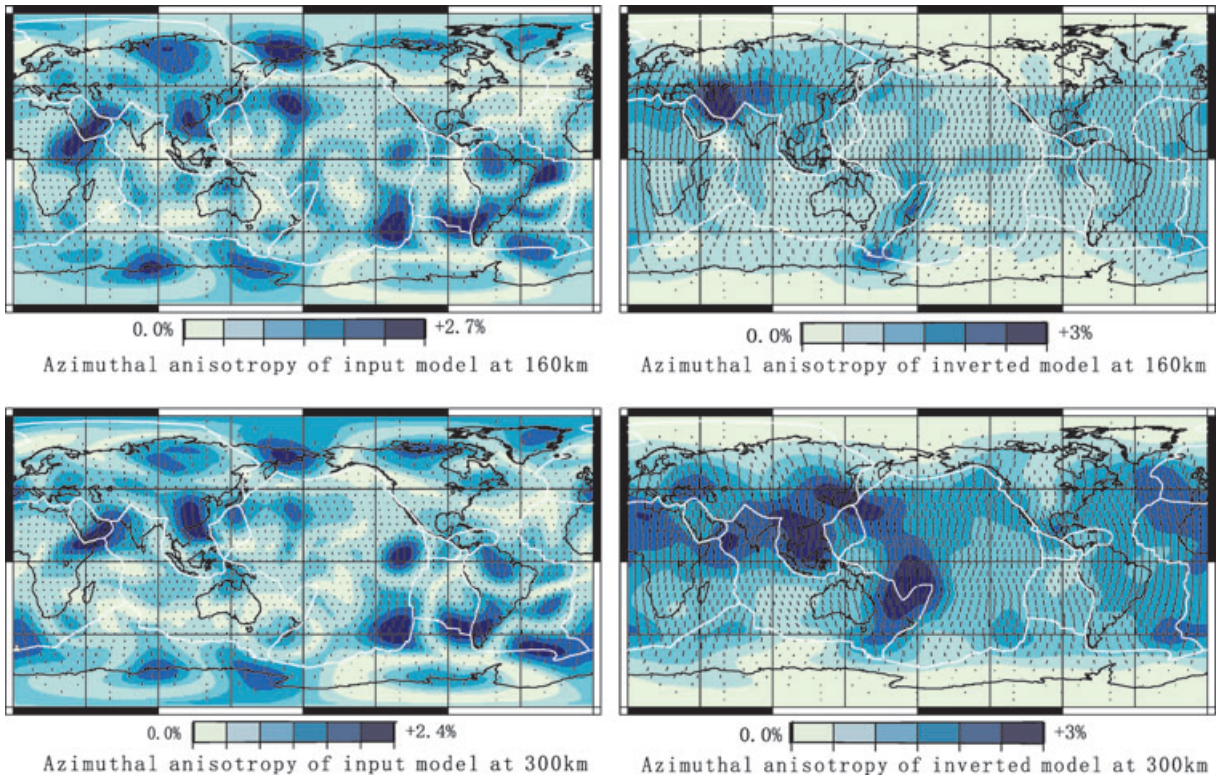 0.0% +2.7%
Azimuthal anisotropy of input model at 160km
0.0% +3%
Azimuthal anisotropy of inverted model at 160km
0.0% +2.4%
Azimuthal anisotropy of input model at 300km
0.0% +3%
Azimuthal anisotropy of inverted model at 300km